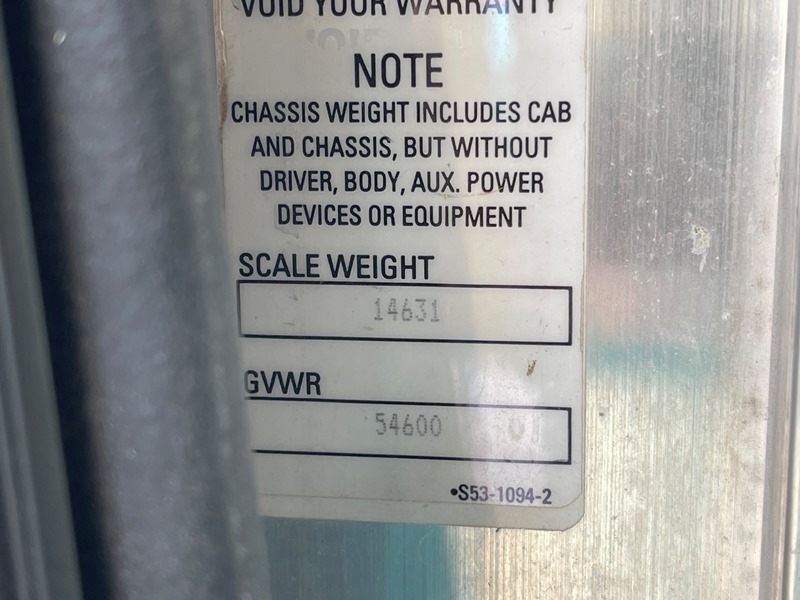 VOID YOUR WARRANTY
NOTE
CHASSIS WEIGHT INCLUDES CAB
AND CHASSIS, BUT WITHOUT
DRIVER, BODY, AUX. POWER
DEVICES OR EQUIPMENT
SCALE WEIGHT
14631
GVWR
54600
•S53-1094-2